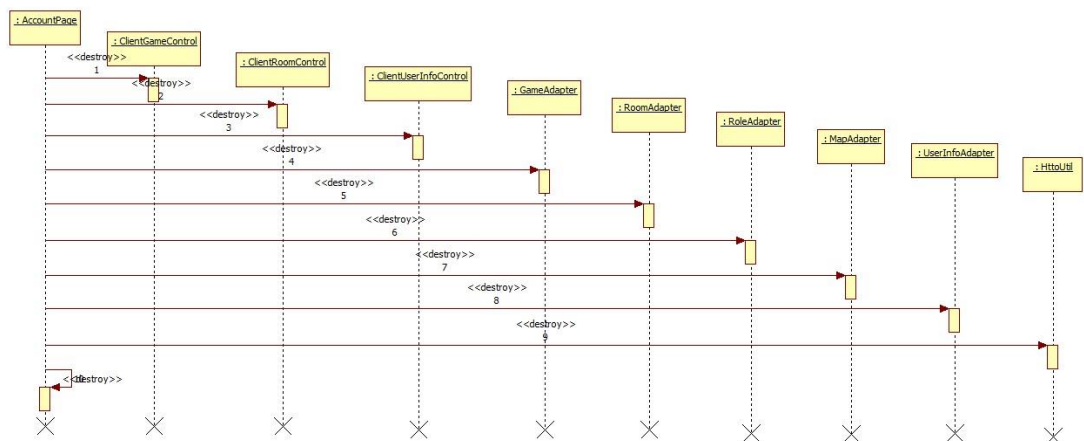 : AccountPage
: ClientGameControl
: ClientRoomControl
: ClientUserInfoControl
: GameAdapter
: RoomAdapter
: RoleAdapter
: MapAdapter
: UserInfoAdapter
: HttoUtil
<<destroy>>
1
<<destroy>>
2
<<destroy>>
3
<<destroy>>
4
<<destroy>>
5
<<destroy>>
6
<<destroy>>
7
<<destroy>>
8
<<destroy>>
9
<<destroy>>